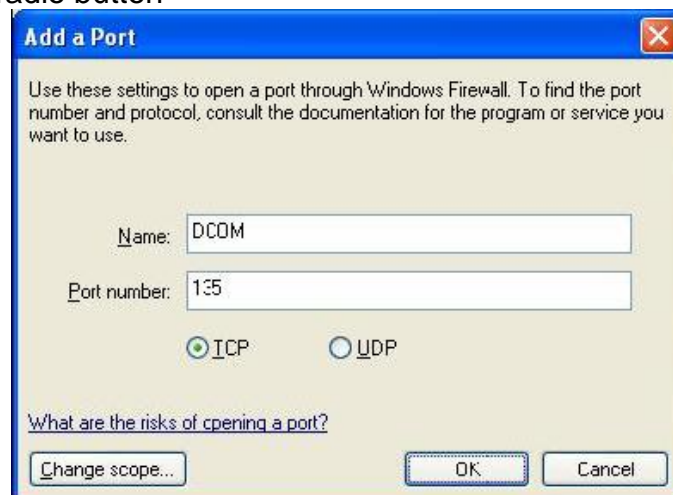 radio button
Add a Port
Use these settings to open a port through Windows Firewall. To find the port
number and protocol, consult the documentation for the program or service you
want to use.
Name: DCOM
Port number: 135
TCP UDP
What are the risks of opening a port?
Change scope... OK Cancel